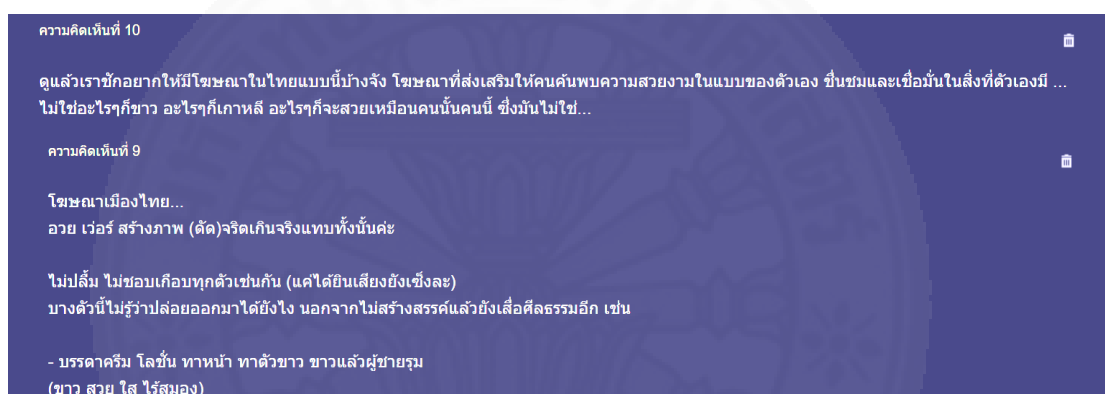 ความคิดเห็นที่ 10
ดูแล้วเราชักอยากให้มีโฆษณาในไทยแบบนี้บ้างจัง โฆษณาที่ส่งเสริมให้คนค้นพบความสวยงามในแบบของตัวเอง ชื่นชมและเชื่อมั่นในสิ่งที่ตัวเองมี ...
ไม่ใช่อะไรๆก็ขาว อะไรๆก็เกาหลี อะไรๆก็จะสวยเหมือนคนนั้นคนนี้ ซึ่งมันไม่ใช่...
ความคิดเห็นที่ 9
โฆษณาเมืองไทย...
อวย เว่อร์ สร้างภาพ (ดัด)จริตเกินจริงแทบทั้งนั้นค่ะ
ไม่ปลื้ม ไม่ชอบเกือบทุกตัวเช่นกัน (แค่ได้ยินเสียงยังเซ็งละ)
บางตัวนี้ไม่รู้ว่าปล่อยออกมาได้ยังไง นอกจากไม่สร้างสรรค์แล้วยังเสื่อศีลธรรมอีก เช่น
- บรรดาครีม โลชั่น ทาหน้า ทาตัวขาว ขาวแล้วผู้ชายรุม
(ขาว สวย ใส ไร้สมอง)